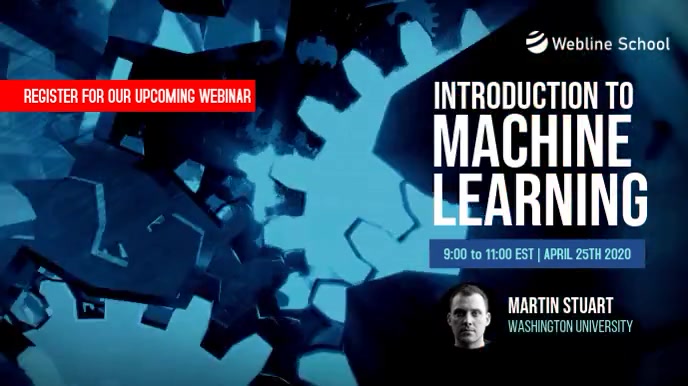 Webline School
REGISTER FOR OUR UPCOMING WEBINAR
INTRODUCTION TO
MACHINE
LEARNING
9:00 to 11:00 EST | APRIL 25TH 2020
MARTIN STUART
WASHINGTON UNIVERSITY